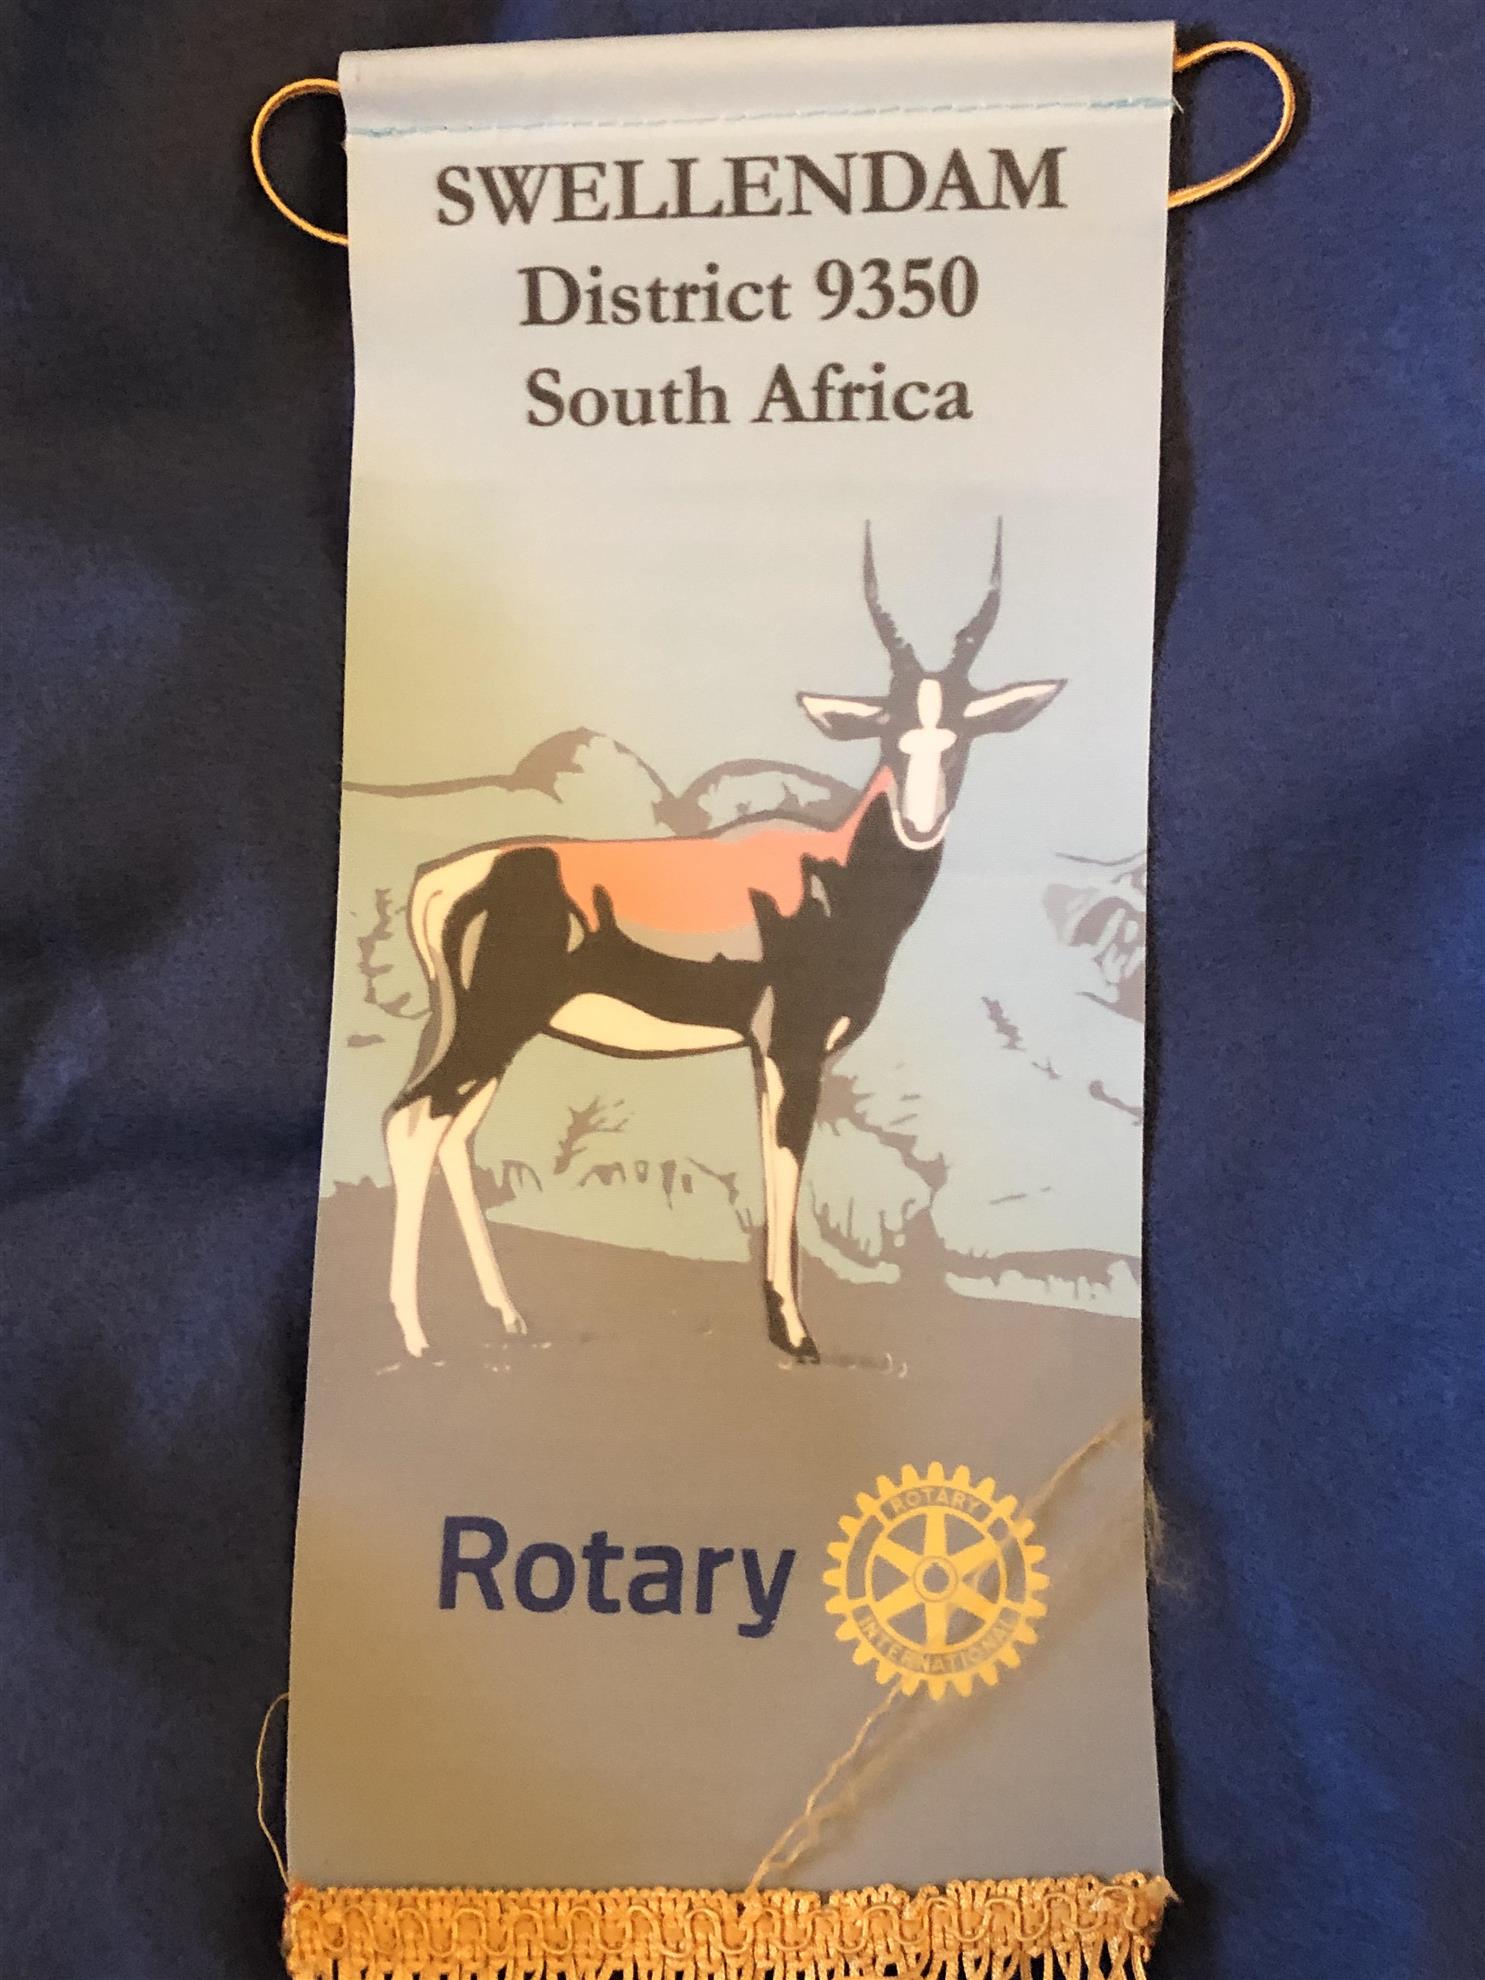 SWELLENDAM
District 9350
South Africa
Rotary
ROTARY
INTERNATIONAL